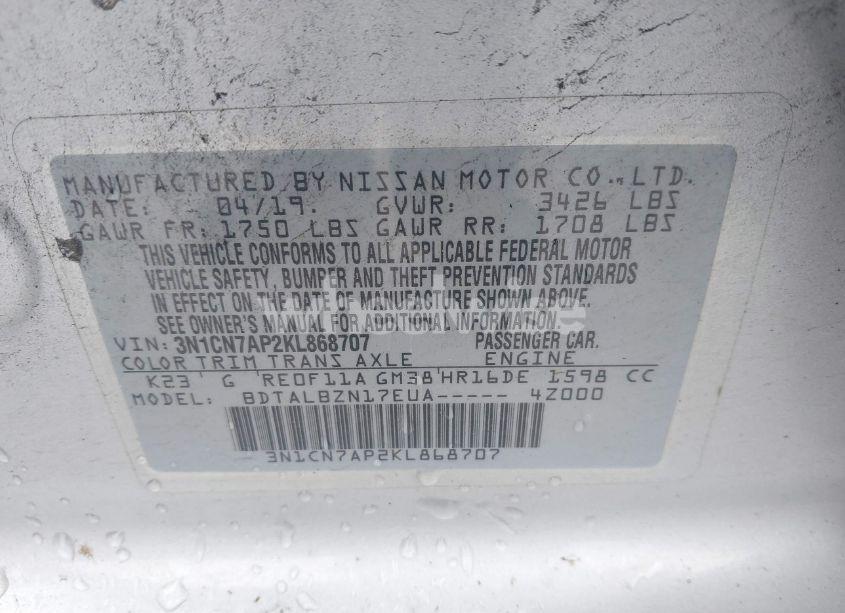 MANUFACTURED BY NISSAN MOTOR CO., LTD.
DATE: 04/19. GVWR: 3426 LBS
GAWR FR: 1750 LBS GAWR RR: 1708 LBS
THIS VEHICLE CONFORMS TO ALL APPLICABLE FEDERAL MOTOR
VEHICLE SAFETY, BUMPER AND THEFT PREVENTION STANDARDS
IN EFFECT ON THE DATE OF MANUFACTURE SHOWN ABOVE.
SEE OWNER'S MANUAL FOR ADDITIONAL INFORMATION.
VIN: 3N1CN7AP2KL868707 PASSENGER CAR.
COLOR TRIM TRANS AXLE ENGINE
K23 G RE0F11A GM38 HR16DE 1598 CC
MODEL: BDTALBZN17EUA----- 4Z000
3N1CN7AP2KL868707